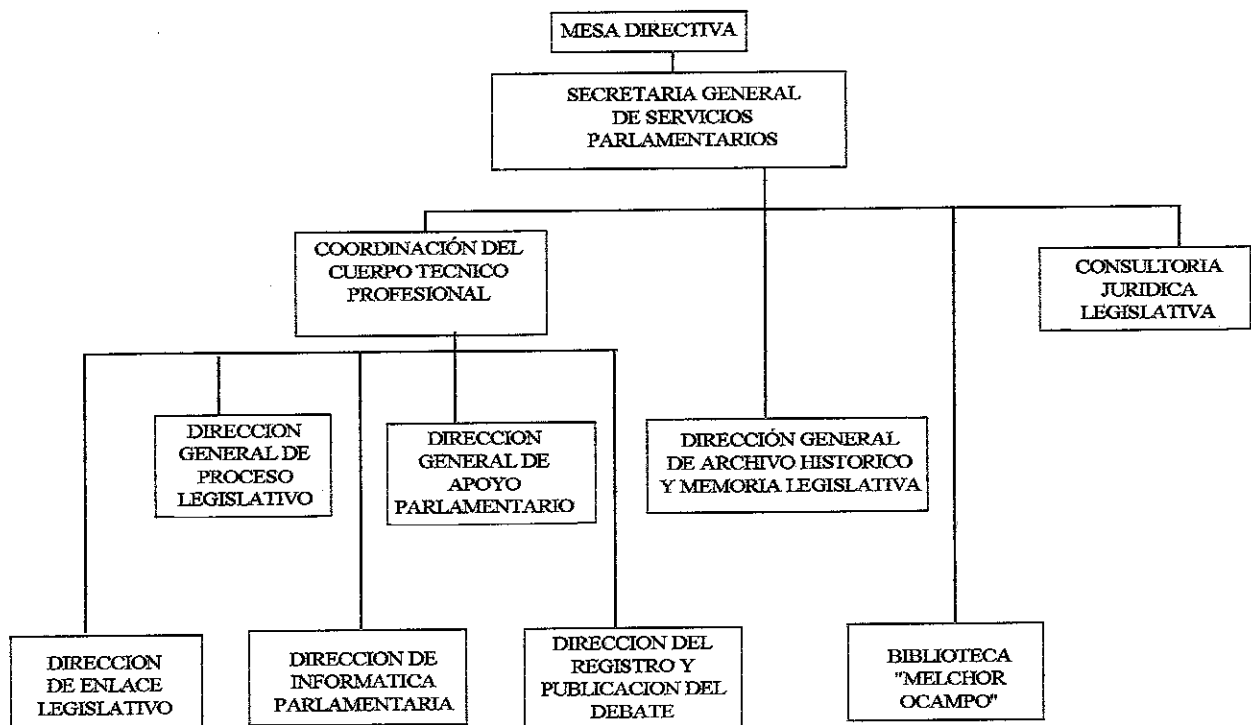 MESA DIRECTIVA
SECRETARIA GENERAL
DE SERVICIOS
PARLAMENTARIOS
COORDINACIÓN DEL
CUERPO TECNICO
PROFESIONAL
CONSULTORIA
JURIDICA
LEGISLATIVA
DIRECCION
GENERAL DE
PROCESO
LEGISLATIVO
DIRECCION
GENERAL DE
APOYO
PARLAMENTARIO
DIRECCIÓN GENERAL
DE ARCHIVO HISTORICO
Y MEMORIA LEGISLATIVA
DIRECCION
DE ENLACE
LEGISLATIVO
DIRECCION DE
INFORMATICA
PARLAMENTARIA
DIRECCION DEL
REGISTRO Y
PUBLICACION DEL
DEBATE
BIBLIOTECA
"MELCHOR
OCAMPO"